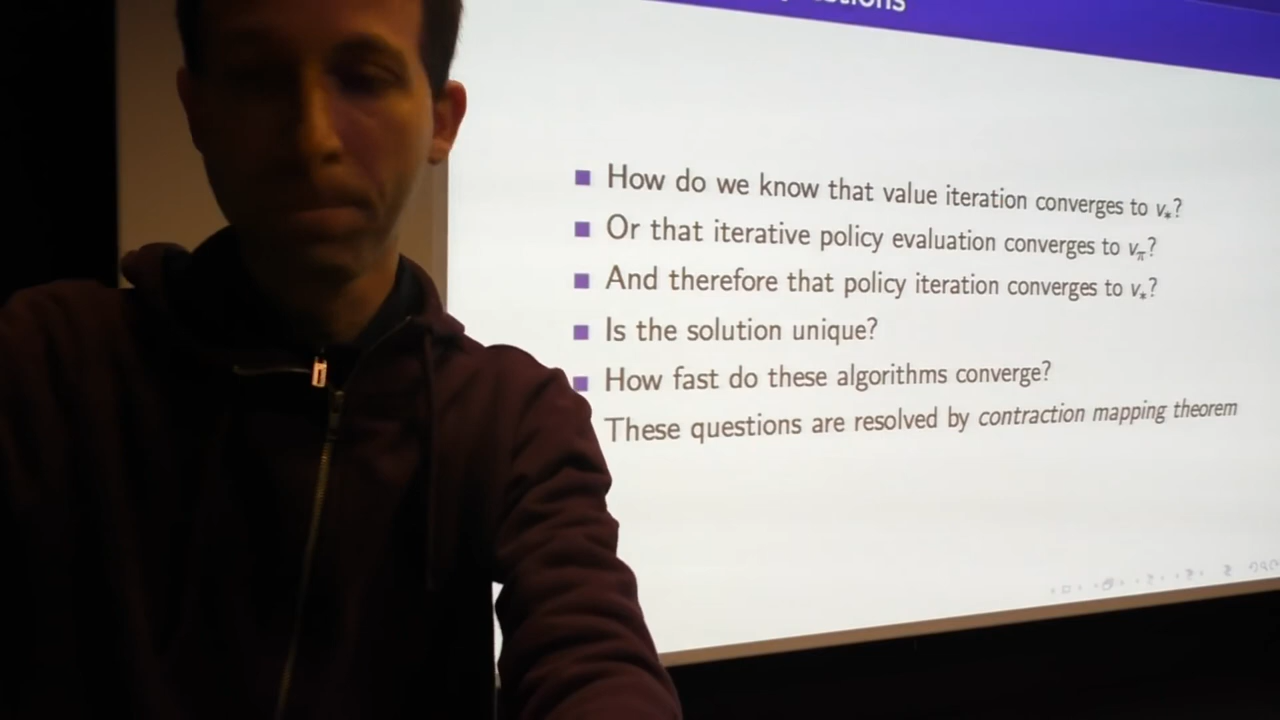 How do we know that value iteration converges to v*?
Or that iterative policy evaluation converges to vπ?
And therefore that policy iteration converges to v*?
Is the solution unique?
How fast do these algorithms converge?
These questions are resolved by contraction mapping theorem